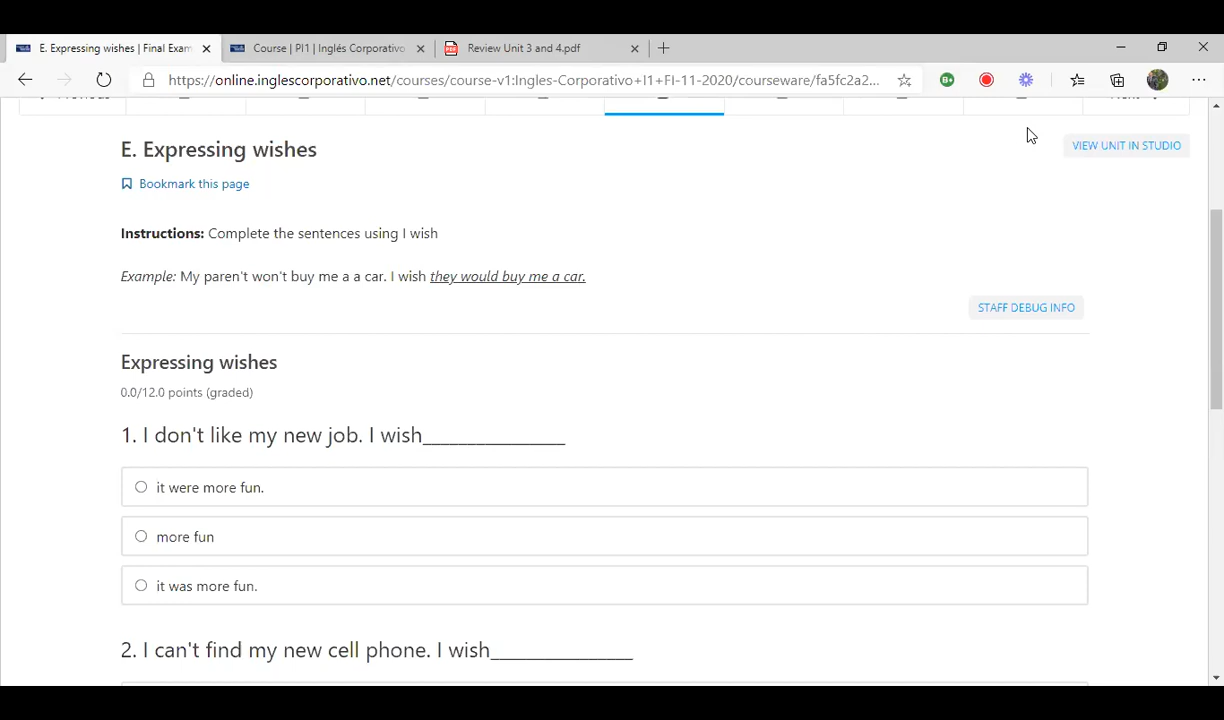 E. Expressing wishes | Final Exam
Course | PI1 | Inglés Corporativo
Review Unit 3 and 4.pdf
https://online.inglescorporativo.net/courses/course-v1:Ingles-Corporativo+I1+FI-11-2020/courseware/fa5fc2a2...
E. Expressing wishes
VIEW UNIT IN STUDIO
Bookmark this page
Instructions: Complete the sentences using I wish
Example: My paren't won't buy me a a car. I wish they would buy me a car.
STAFF DEBUG INFO
Expressing wishes
0.0/12.0 points (graded)
1. I don't like my new job. I wish________________
it were more fun.
more fun
it was more fun.
2. I can't find my new cell phone. I wish________________